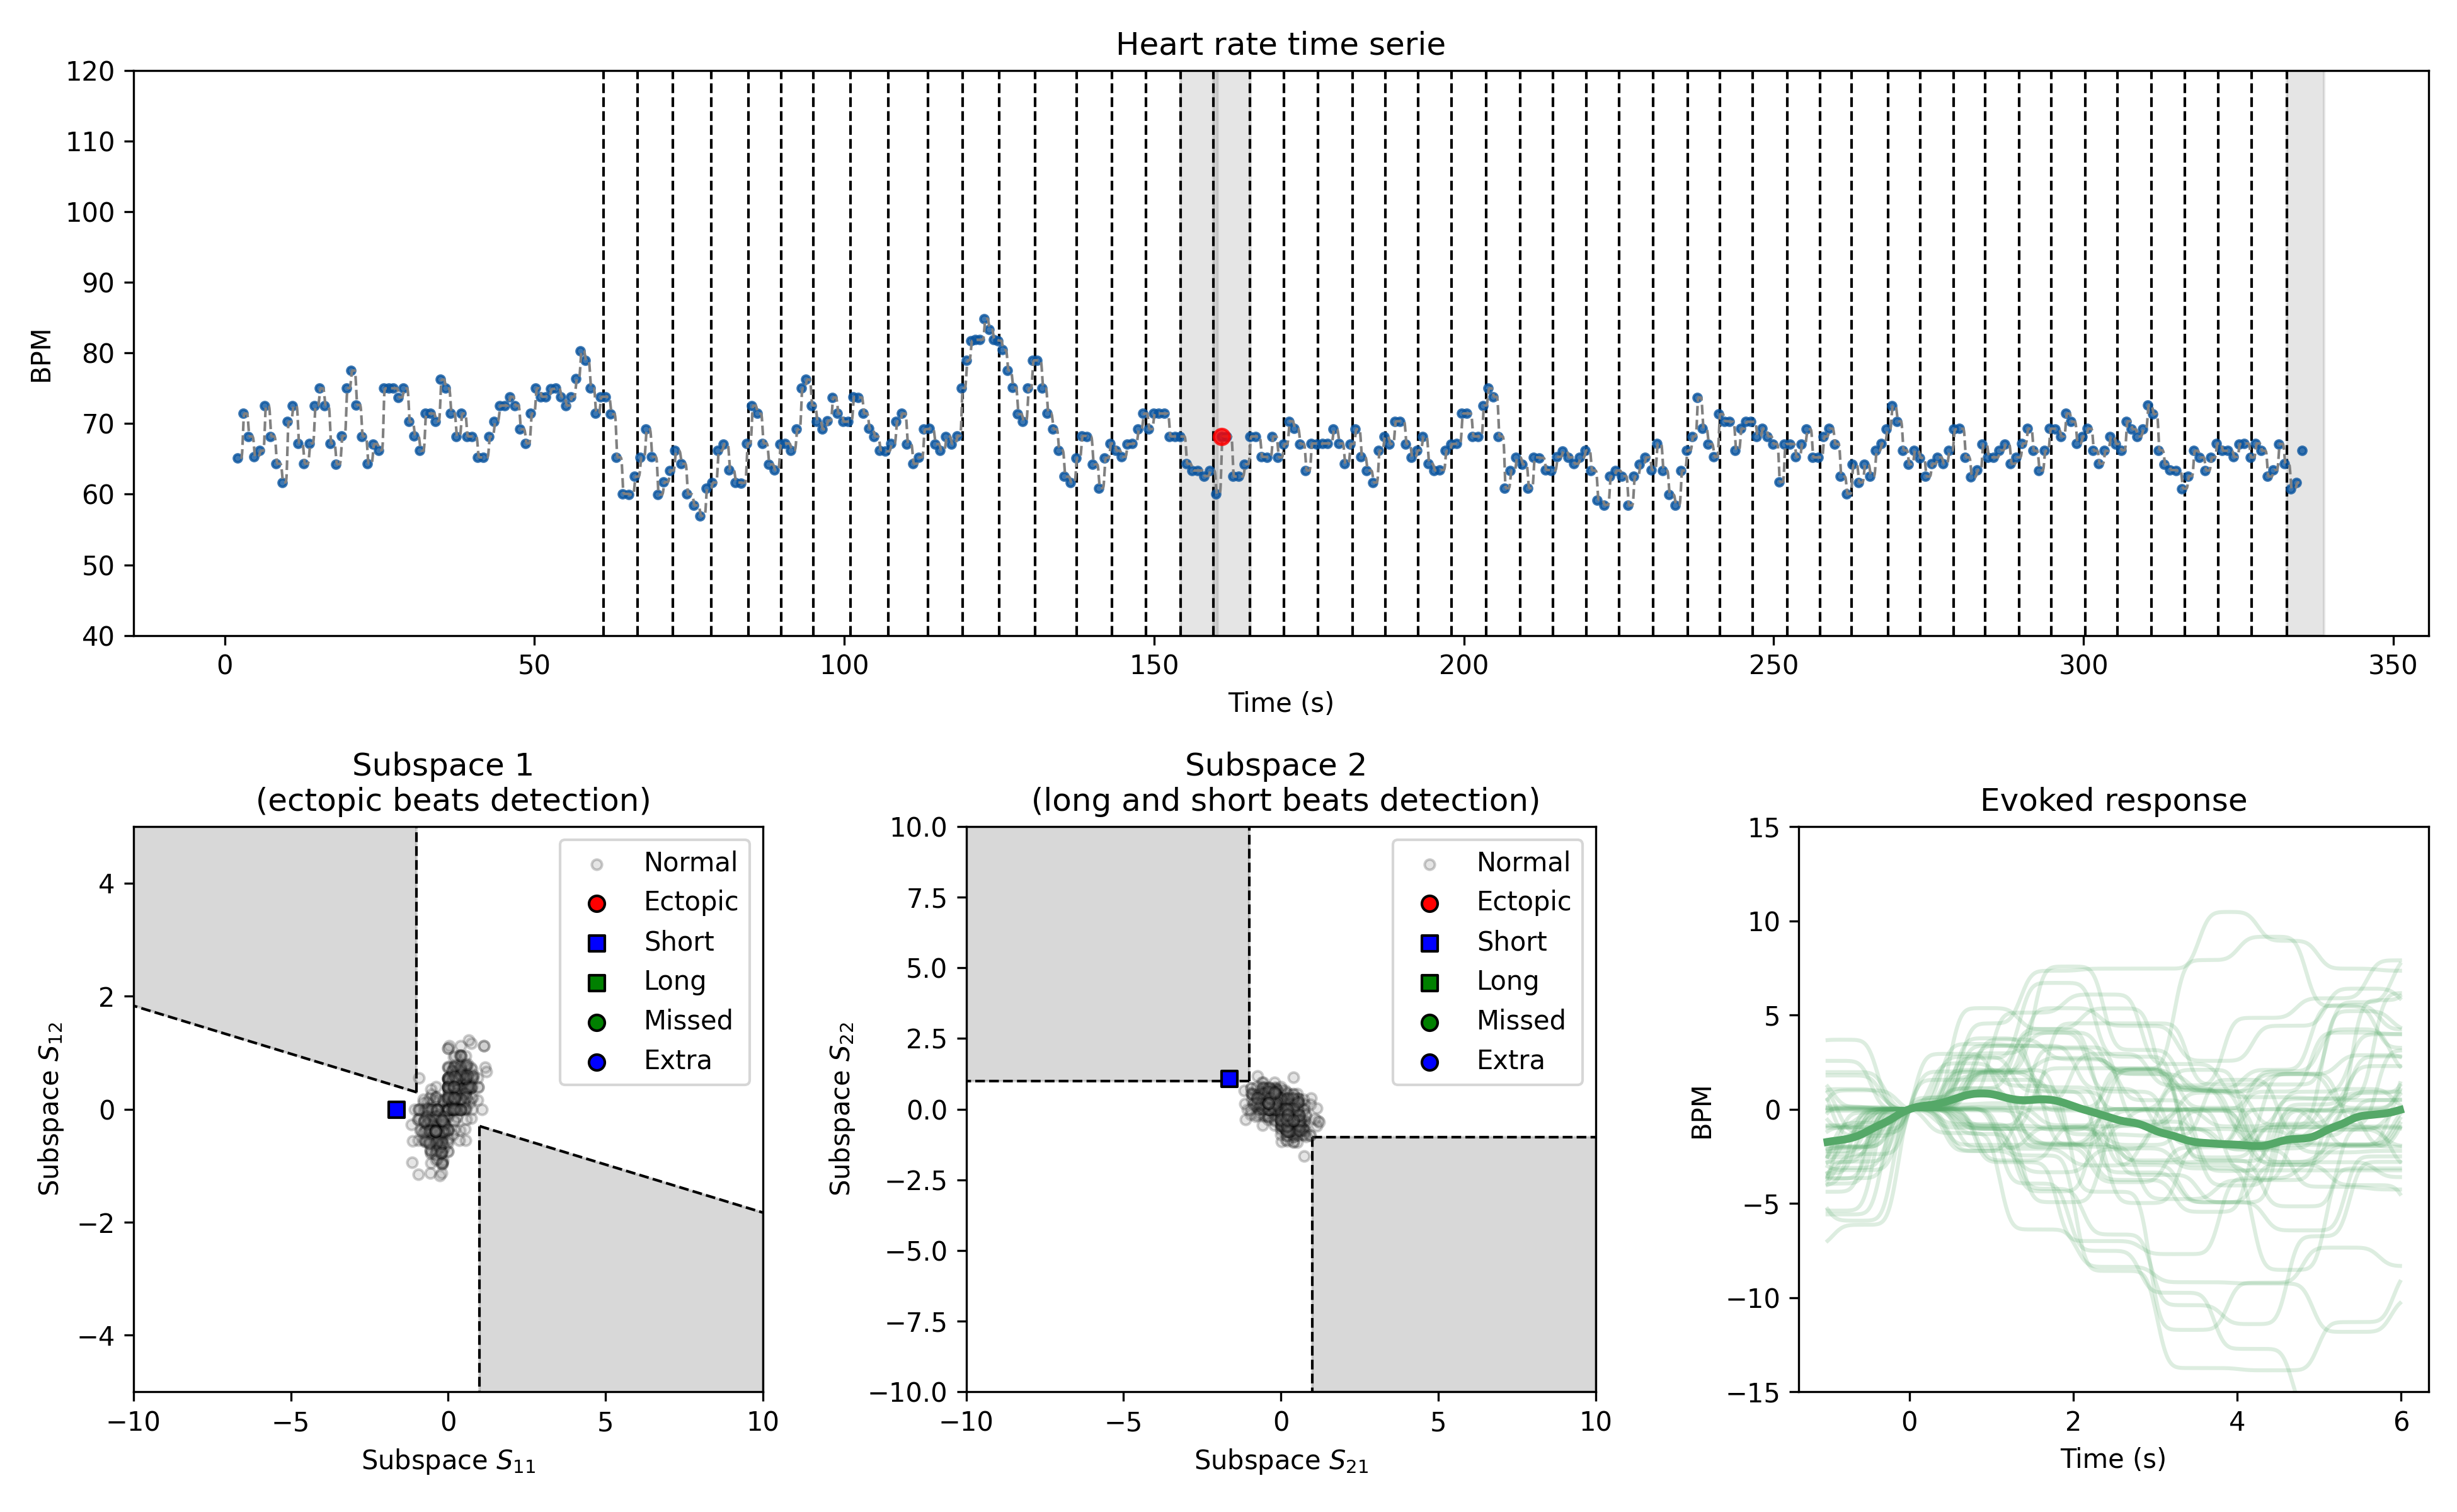 Heart rate time serie
120
110
100
90
80
70
60
50
40
BPM
0 50 100 150 200 250 300 350
Time (s)
Subspace 1
(ectopic beats detection)
4
2
0
−2
−4
Subspace S12
Normal
Ectopic
Short
Long
Missed
Extra
−10 −5 0 5 10
Subspace S11
Subspace 2
(long and short beats detection)
10.0
7.5
5.0
2.5
0.0
−2.5
−5.0
−7.5
−10.0
Subspace S22
Normal
Ectopic
Short
Long
Missed
Extra
−10 −5 0 5 10
Subspace S21
Evoked response
15
10
5
0
−5
−10
−15
BPM
0 2 4 6
Time (s)